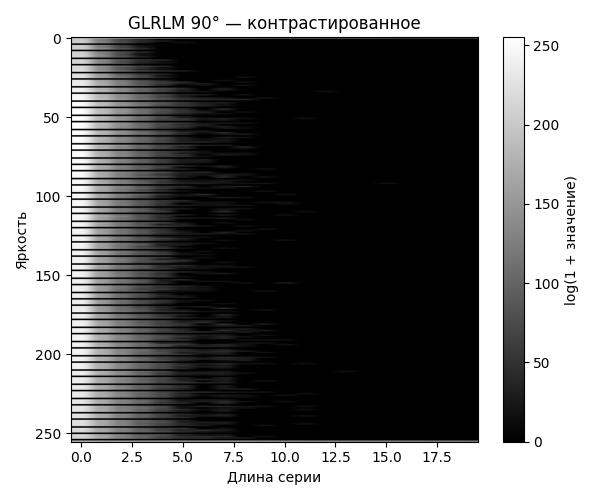 GLRLM 90° — контрастированное
0
50
100
150
200
250
Яркость
0.0 2.5 5.0 7.5 10.0 12.5 15.0 17.5
Длина серии
250
200
150
100
50
0
log(1 + значение)